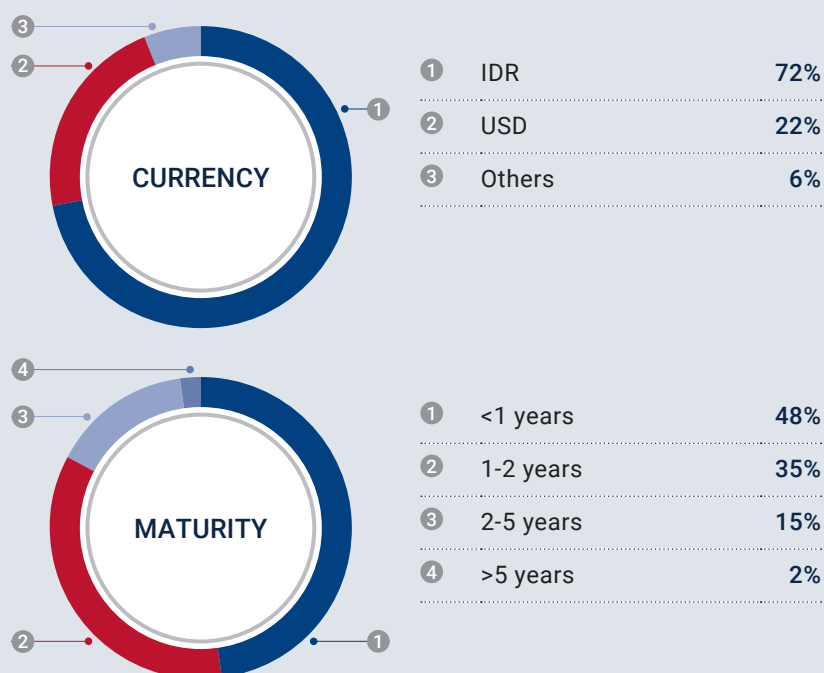 3
2
1
CURRENCY
1 IDR 72%
2 USD 22%
3 Others 6%
4
3
2
1
MATURITY
1 <1 years 48%
2 1-2 years 35%
3 2-5 years 15%
4 >5 years 2%